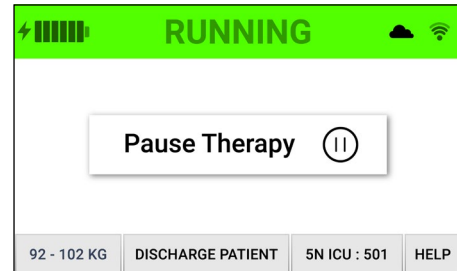 RUNNING
Pause Therapy
92 - 102 KG DISCHARGE PATIENT 5N ICU : 501 HELP